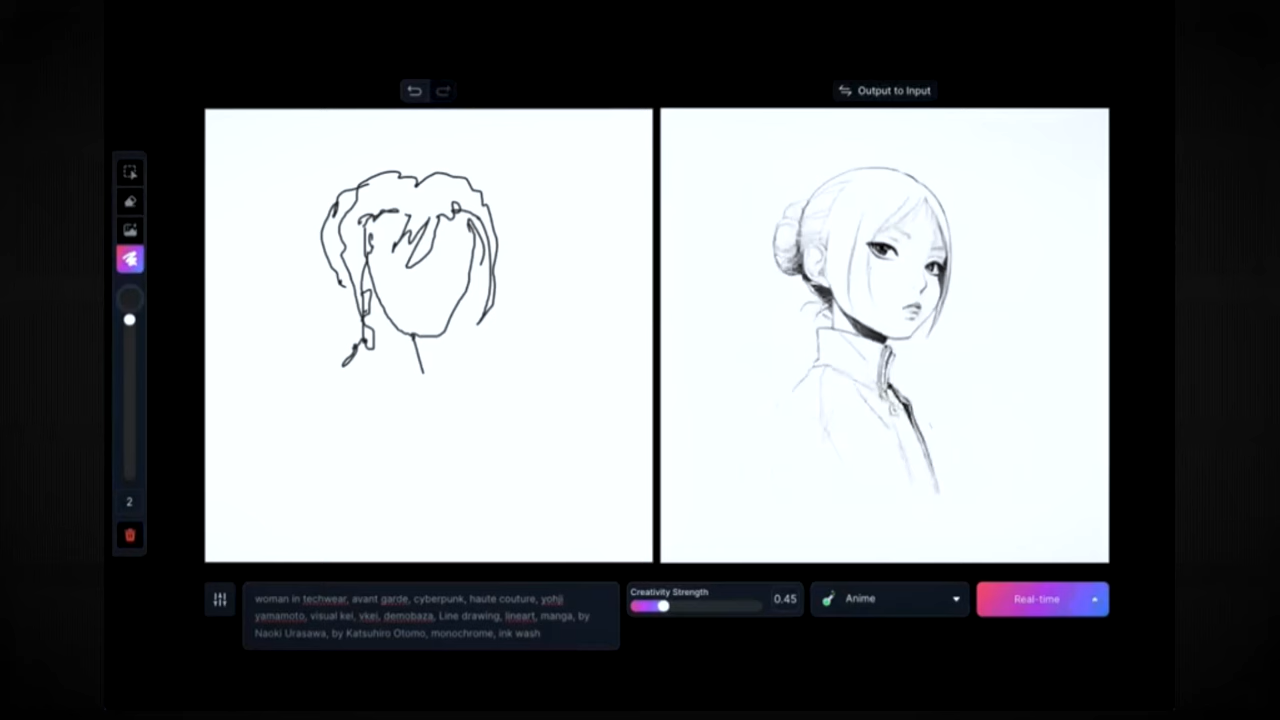 Output to Input
2
woman in techwear, avant garde, cyberpunk, haute couture, yohji
yamamoto, visual kei, vkei, demobaza, Line drawing, lineart, manga, by
Naoki Urasawa, by Katsuhiro Otomo, monochrome, ink wash
Creativity Strength
0.45
Anime
Real-time